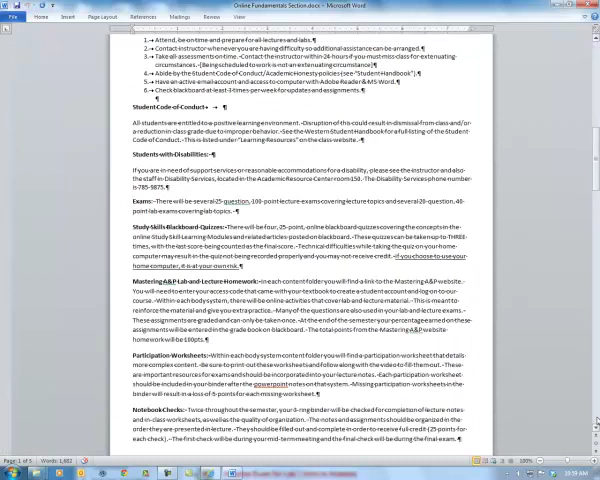 Online Fundamentals Section.docx - Microsoft Word
File Home Insert Page Layout References Mailings Review View
1. Attend, be on time and prepare for all lectures and labs. ¶
2. Contact instructor whenever you are having difficulty so additional assistance can be arranged. ¶
3. Take all assessments on time. Contact the instructor within 24 hours if you must miss class for extenuating
circumstances. (Being scheduled to work is not an extenuating circumstance) ¶
4. Abide by the Student Code of Conduct/Academic Honesty policies (see "Student Handbook"). ¶
5. Have an active email account and access to computer with Adobe Reader & MS Word. ¶
6. Check blackboard at least 3 times per week for updates and assignments. ¶
¶
Student Code of Conduct ¶
All students are entitled to a positive learning environment. Disruption of this could result in dismissal from class and/or
a reduction in class grade due to improper behavior. See the Western Student Handbook for a full listing of the Student
Code of Conduct. This is listed under "Learning Resources" on the class website. ¶
Students with Disabilities: ¶
If you are in need of support services or reasonable accommodations for a disability, please see the instructor and also
the staff in Disability Services, located in the Academic Resource Center room 150. The Disability Services phone number
is 785-9875. ¶
Exams: There will be several 25 question, 100-point lecture exams covering lecture topics and several 20-question, 40-
point lab exams covering lab topics. ¶
Study Skills Blackboard Quizzes: There will be four, 25-point, online blackboard quizzes covering the concepts in the
online Study Skill Learning Modules and related articles posted on blackboard. These quizzes can be taken up to THREE
times, with the last score being counted as the final score. Technical difficulties while taking the quiz on your home
computer may result in the quiz not being recorded properly and you may not receive credit. If you choose to use your
home computer, it is at your own risk. ¶
Mastering A&P Lab and Lecture Homework: In each content folder you will find a link to the Mastering A&P website.
You will need to enter your access code that came with your textbook to create a student account and log on to our
course. Within each body system, there will be online activities that cover lab and lecture material. This is meant to
reinforce the material and give you extra practice. Many of the questions are also used in your lab and lecture exams.
These assignments are graded and can only be taken once. At the end of the semester your percentage earned on these
assignments will be entered in the grade book on blackboard. The total points from the Mastering A&P website
homework will be 100pts. ¶
Participation Worksheets: Within each body system content folder you will find a participation worksheet that details
more complex content. Be sure to print out these worksheets and follow along with the video to fill them out. These
are important resources for exams and should be incorporated into your lecture notes. Each participation worksheet
should be included in your binder after the powerpoint notes on that system. Missing participation worksheets in the
binder will result in a loss of 5 points for each missing worksheet. ¶
Notebook Checks: Twice throughout the semester, your 3-ring binder will be checked for completion of lecture notes
and in-class worksheets, as well as the quality of organization. The notes and assignments should be organized in the
order they are presented in lecture. They should be filled out and complete in order to receive full credit (25 points for
each check). The first check will be during your mid-term meeting and the final check will be during the final exam. ¶
Page: 1 of 5 Words: 1,682 100%
10:59 AM